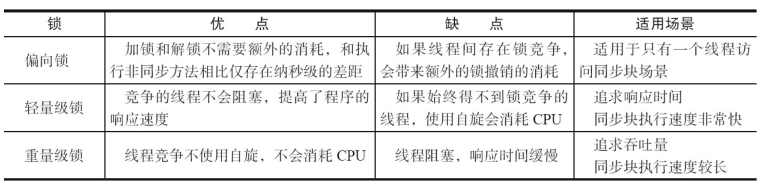 锁 优 点 缺 点 适用场景
偏向锁 加锁和解锁不需要额外的消耗，和执行非同步方法相比仅存在纳秒级的差距 如果线程间存在锁竞争，会带来额外的锁撤销的消耗 适用于只有一个线程访问同步块场景
轻量级锁 竞争的线程不会阻塞，提高了程序的响应速度 如果始终得不到锁竞争的线程，使用自旋会消耗 CPU 追求响应时间 同步块执行速度非常快
重量级锁 线程竞争不使用自旋，不会消耗 CPU 线程阻塞，响应时间缓慢 追求吞吐量 同步块执行速度较长